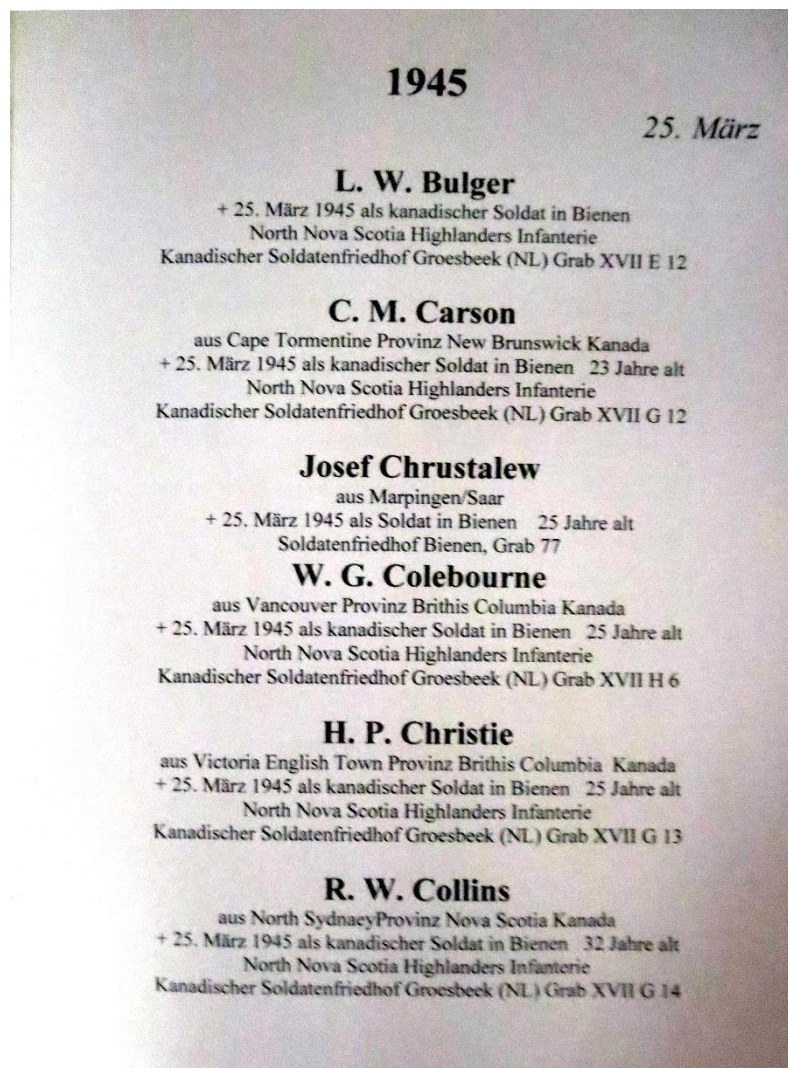 1945
25. März
L. W. Bulger
+ 25. März 1945 als kanadischer Soldat in Bienen
North Nova Scotia Highlanders Infanterie
Kanadischer Soldatenfriedhof Groesbeek (NL) Grab XVII E 12
C. M. Carson
aus Cape Tormentine Provinz New Brunswick Kanada
+ 25. März 1945 als kanadischer Soldat in Bienen 23 Jahre alt
North Nova Scotia Highlanders Infanterie
Kanadischer Soldatenfriedhof Groesbeek (NL) Grab XVII G 12
Josef Chrustalew
aus Marpingen/Saar
+ 25. März 1945 als Soldat in Bienen 25 Jahre alt
Soldatenfriedhof Bienen, Grab 77
W. G. Colebourne
aus Vancouver Provinz Brithis Columbia Kanada
+ 25. März 1945 als kanadischer Soldat in Bienen 25 Jahre alt
North Nova Scotia Highlanders Infanterie
Kanadischer Soldatenfriedhof Groesbeek (NL) Grab XVII H 6
H. P. Christie
aus Victoria English Town Provinz Brithis Columbia Kanada
+ 25. März 1945 als kanadischer Soldat in Bienen 25 Jahre alt
North Nova Scotia Highlanders Infanterie
Kanadischer Soldatenfriedhof Groesbeek (NL) Grab XVII G 13
R. W. Collins
aus North SydnaeyProvinz Nova Scotia Kanada
+ 25. März 1945 als kanadischer Soldat in Bienen 32 Jahre alt
North Nova Scotia Highlanders Infanterie
Kanadischer Soldatenfriedhof Groesbeek (NL) Grab XVII G 14